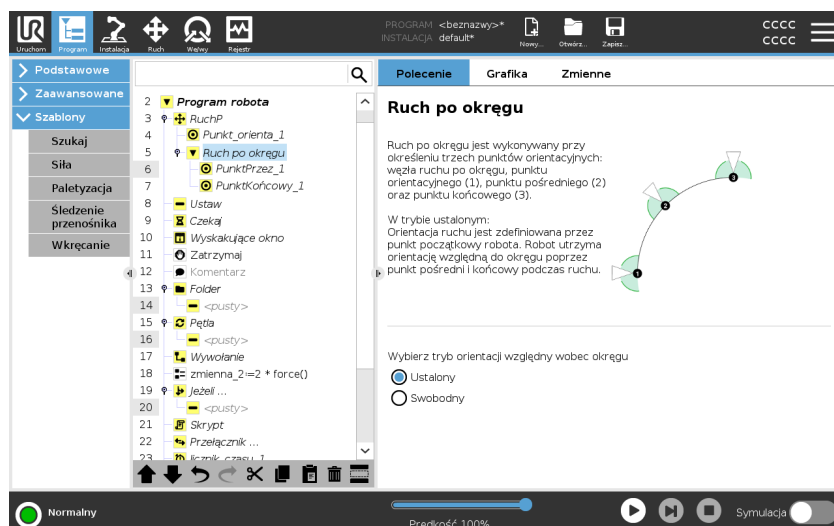 PROGRAM <beznazwy>*
INSTALACJA default*
cccc
cccc
Uruchom
Program
Instalacja
Ruch
We/wy
Rejestr
Nowy...
Otwórz...
Zapisz...
Podstawowe
Zaawansowane
Szablony
Szukaj
Siła
Paletyzacja
Śledzenie
przenośnika
Wkręcanie
2 Program robota
3 RuchP
4 Punkt_orienta_1
5 Ruch po okręgu
6 PunktPrzez_1
7 PunktKońcowy_1
8 Ustaw
9 Czekaj
10 Wyskakujące okno
11 Zatrzymaj
12 Komentarz
13 Folder
14 <pusty>
15 Pętla
16 <pusty>
17 Wywołanie
18 zmienna_2:=2 * force()
19 Jeżeli ...
20 <pusty>
21 Skrypt
22 Przełącznik ...
23 licznik_czasu_1
Polecenie
Grafika
Zmienne
Ruch po okręgu
Ruch po okręgu jest wykonywany przy
określeniu trzech punktów orientacyjnych:
węzła ruchu po okręgu, punktu
orientacyjnego (1), punktu pośredniego (2)
oraz punktu końcowego (3).
W trybie ustalonym:
Orientacja ruchu jest zdefiniowana przez
punkt początkowy robota. Robot utrzyma
orientację względną do okręgu poprzez
punkt pośredni i końcowy podczas ruchu.
3
2
1
Wybierz tryb orientacji względny wobec okręgu
Ustalony
Swobodny
Normalny
Prędkość 100%
Symulacja